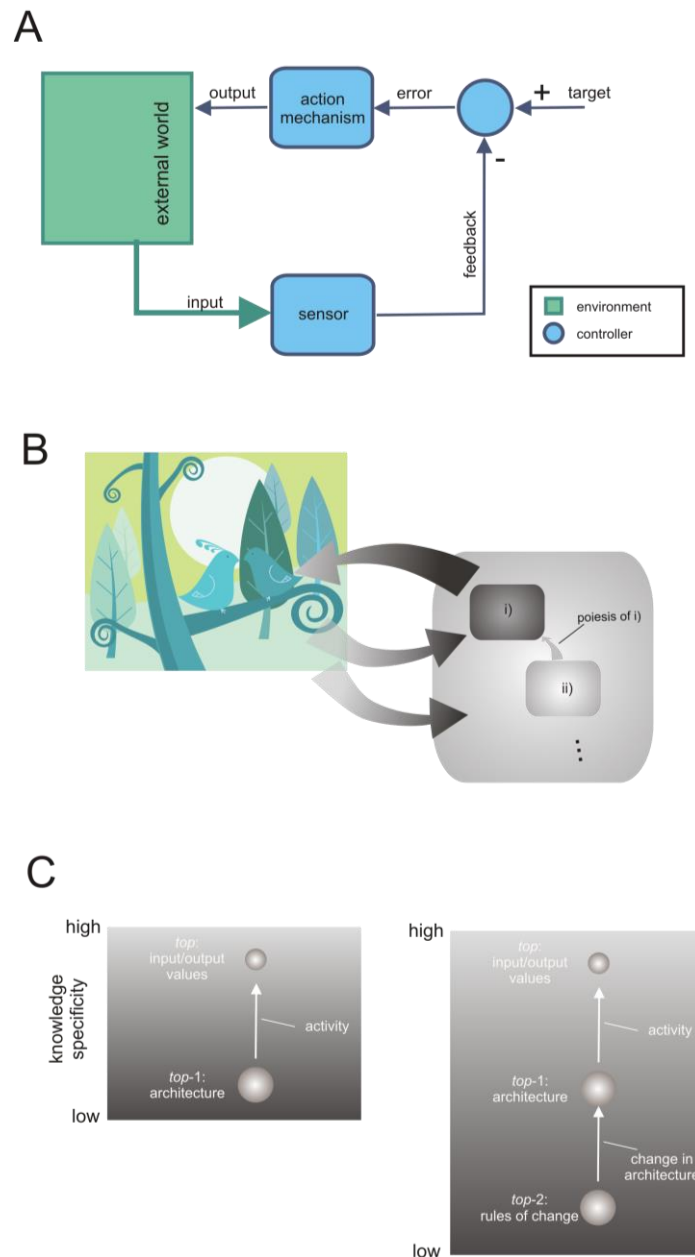 A
output
action
mechanism
error
+
target
-
external world
feedback
input
sensor
environment
controller
B
i)
poiesis of i)
ii)
C
high
top:
input/output
values
knowledge
specificity
activity
top-1:
architecture
low
high
top:
input/output
values
activity
top-1:
architecture
change in
architecture
top-2:
rules of change
low